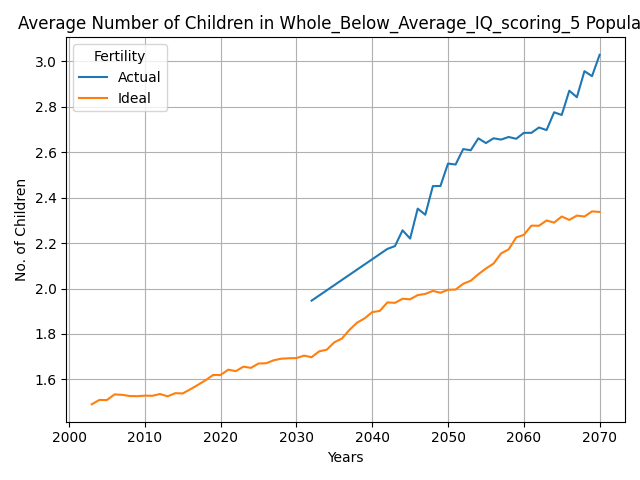 Average Number of Children in Whole_Below_Average_IQ_scoring_5 Popula
Fertility
Actual
Ideal
No. of Children
3.0
2.8
2.6
2.4
2.2
2.0
1.8
1.6
2000 2010 2020 2030 2040 2050 2060 2070
Years